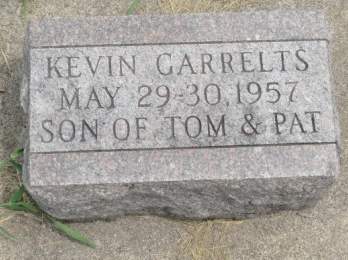 KEVIN GARRELTS
MAY 29-30, 1957
SON OF TOM & PAT